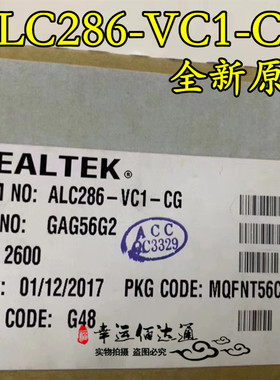 LC286-VC1-C
全新原
EALTEK®
M NO: ALC286-VC1-CG
NO: GAG56G2
ACC
QC3329
2600
: 01/12/2017 PKG CODE: MQFNT56C
CODE: G48
幸运佰达通
实物拍摄 盗图必究